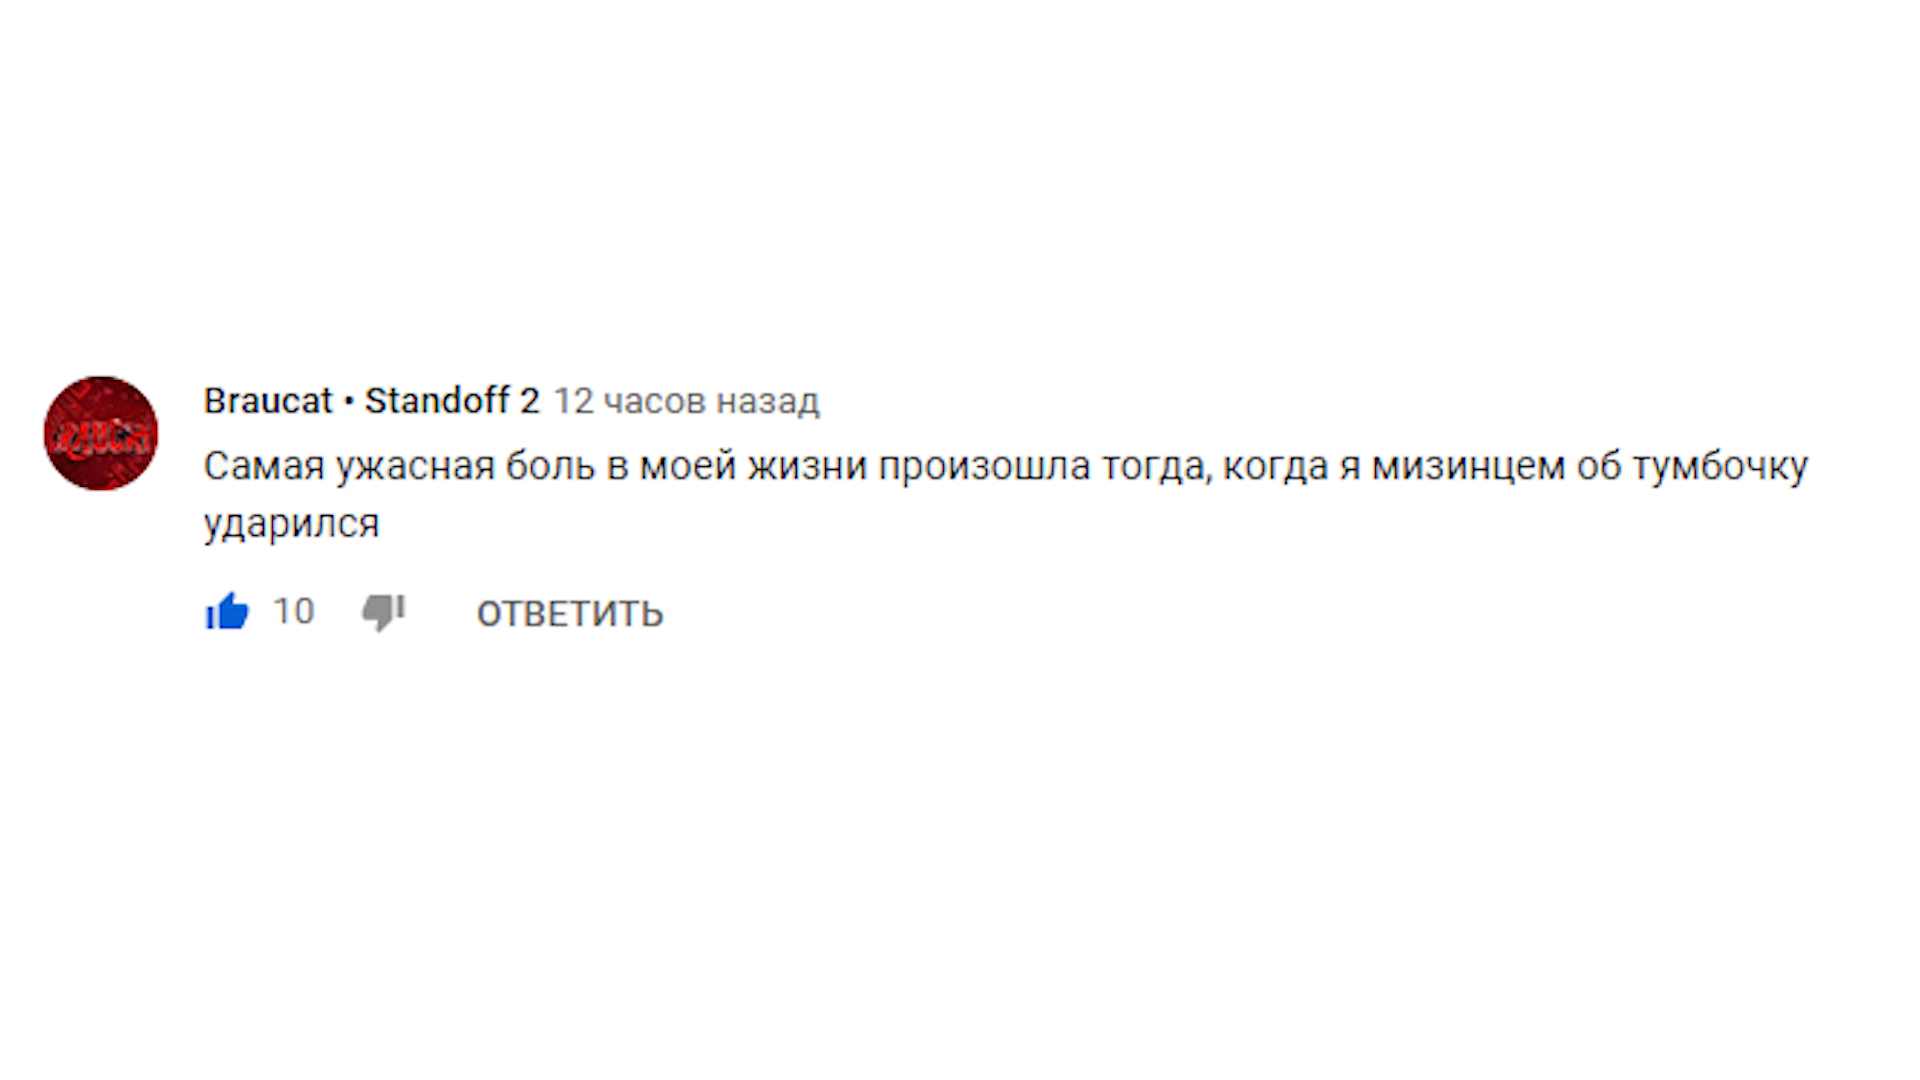 Braucat • Standoff 2 12 часов назад
Самая ужасная боль в моей жизни произошла тогда, когда я мизинцем об тумбочку
ударился
10 ОТВЕТИТЬ